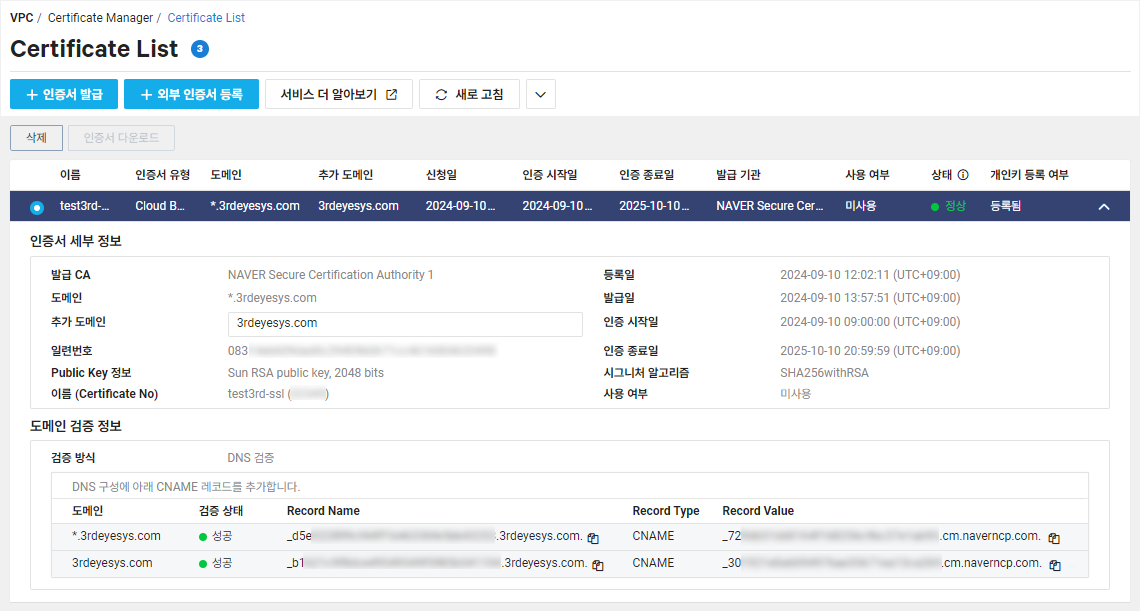 VPC / Certificate Manager / Certificate List
Certificate List 3
+ 인증서 발급 + 외부 인증서 등록 서비스 더 알아보기 새로 고침
삭제 인증서 다운로드
이름 인증서 유형 도메인 추가 도메인 신청일 인증 시작일 인증 종료일 발급 기관 사용 여부 상태 개인키 등록 여부
test3rd-... Cloud B... *.3rdeyesys.com 3rdeyesys.com 2024-09-10... 2024-09-10... 2025-10-10... NAVER Secure Cer... 미사용 정상 등록됨
인증서 세부 정보
발급 CA NAVER Secure Certification Authority 1 등록일 2024-09-10 12:02:11 (UTC+09:00)
도메인 *.3rdeyesys.com 발급일 2024-09-10 13:57:51 (UTC+09:00)
추가 도메인 3rdeyesys.com 인증 시작일 2024-09-10 09:00:00 (UTC+09:00)
일련번호 083 인증 종료일 2025-10-10 20:59:59 (UTC+09:00)
Public Key 정보 Sun RSA public key, 2048 bits 시그니처 알고리즘 SHA256withRSA
이름 (Certificate No) test3rd-ssl ( ) 사용 여부 미사용
도메인 검증 정보
검증 방식 DNS 검증
DNS 구성에 아래 CNAME 레코드를 추가합니다.
도메인 검증 상태 Record Name Record Type Record Value
*.3rdeyesys.com 성공 _d5e .3rdeyesys.com. CNAME _72 .cm.naverncp.com.
3rdeyesys.com 성공 _b1 .3rdeyesys.com. CNAME _30 .cm.naverncp.com.